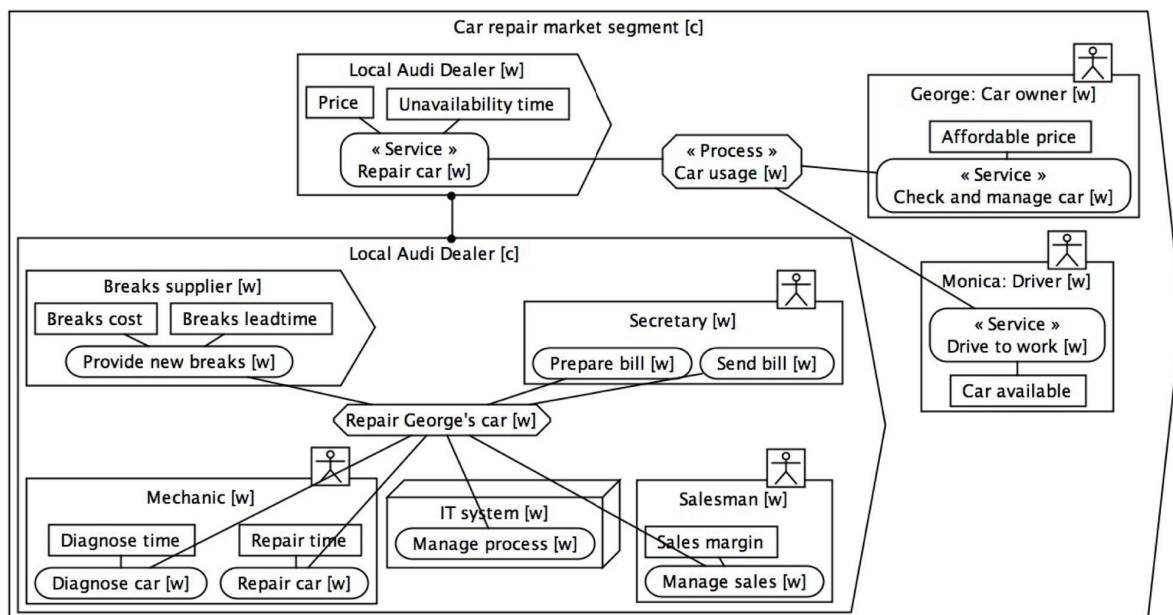 Car repair market segment [c]
Local Audi Dealer [w]
Price
Unavailability time
« Service »
Repair car [w]
« Process »
Car usage [w]
George: Car owner [w]
Affordable price
« Service »
Check and manage car [w]
Monica: Driver [w]
« Service »
Drive to work [w]
Car available
Local Audi Dealer [c]
Breaks supplier [w]
Breaks cost
Breaks leadtime
Provide new breaks [w]
Secretary [w]
Prepare bill [w]
Send bill [w]
Repair George's car [w]
Mechanic [w]
Diagnose time
Repair time
Diagnose car [w]
Repair car [w]
IT system [w]
Manage process [w]
Salesman [w]
Sales margin
Manage sales [w]